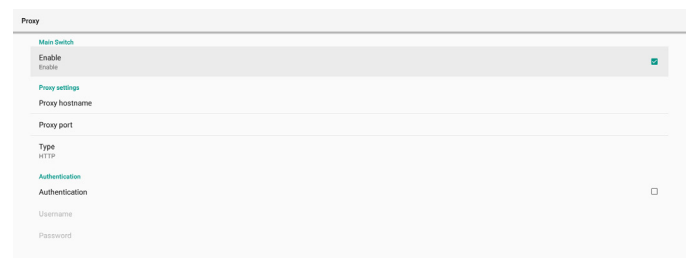 Proxy
Main Switch
Enable
Enable
Proxy settings
Proxy hostname
Proxy port
Type
HTTP
Authentication
Authentication
Username
Password